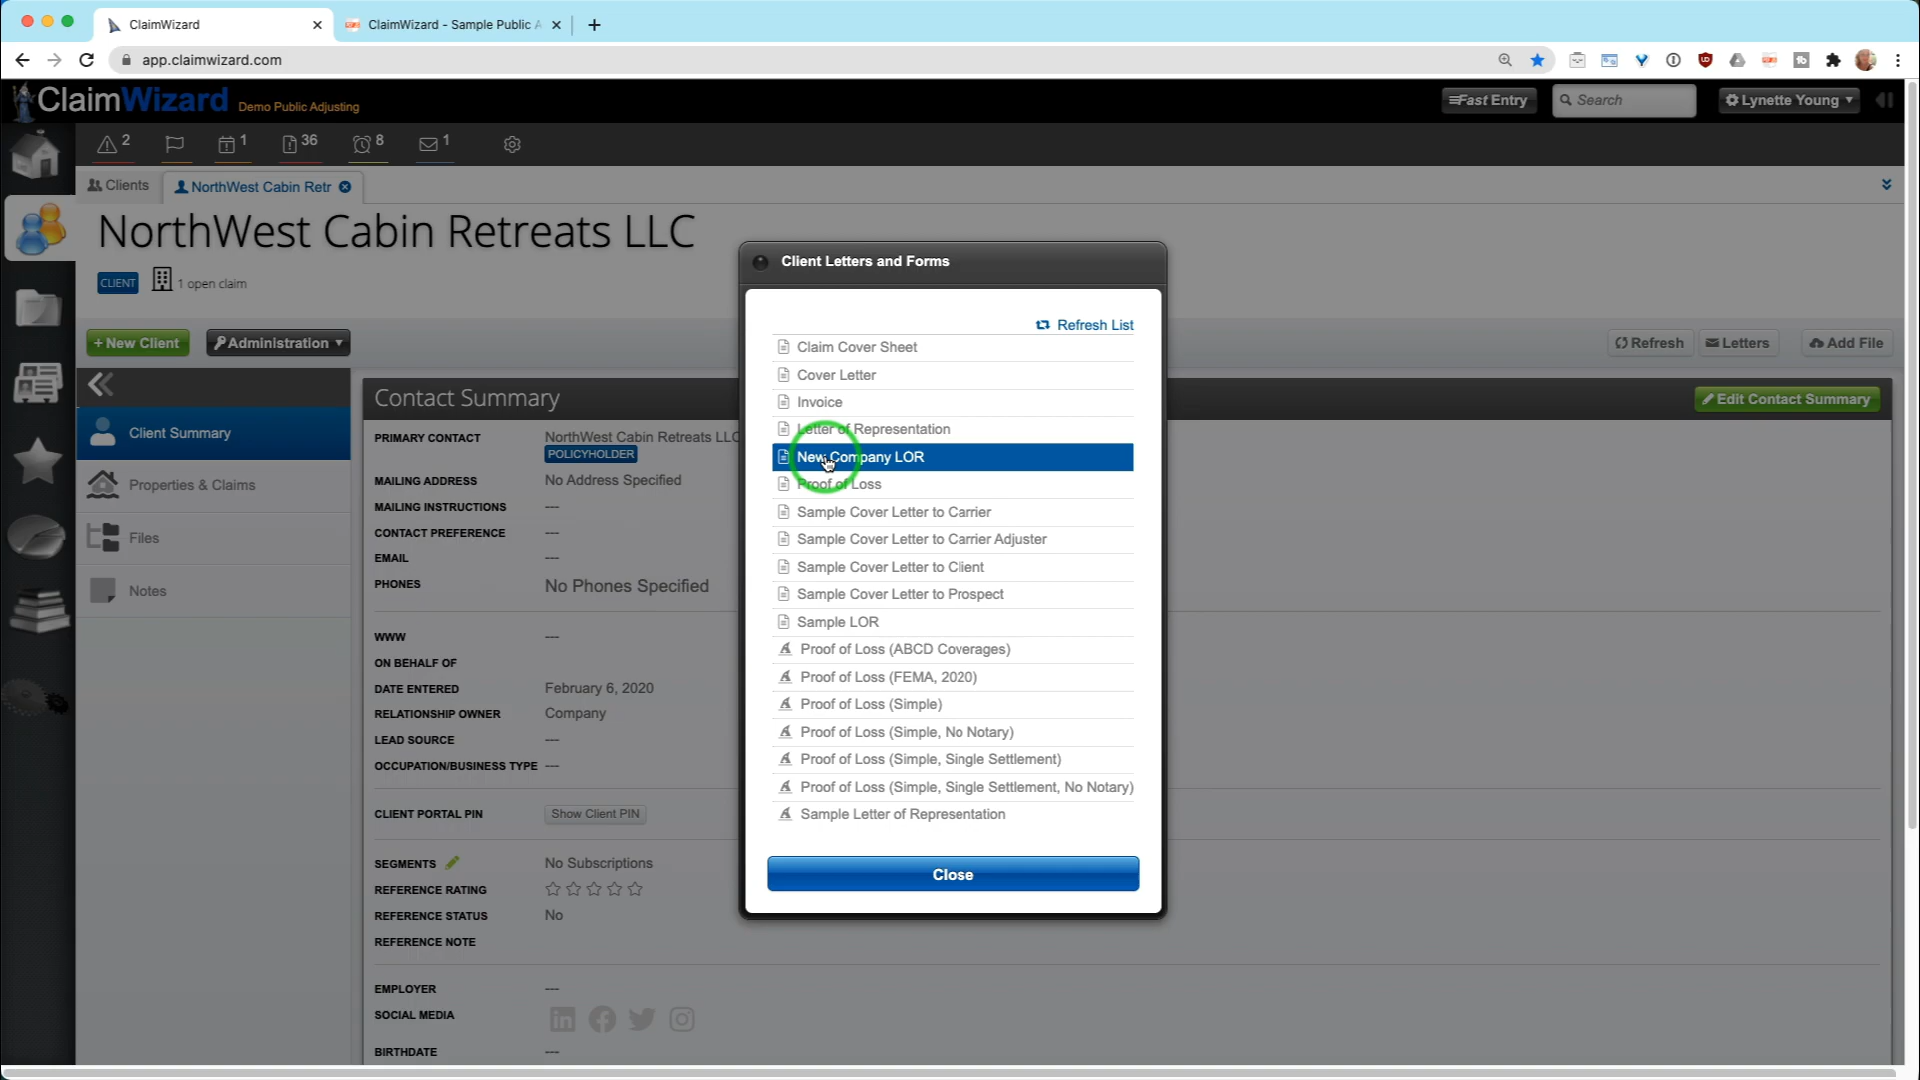 ClaimWizard
ClaimWizard - Sample Public A
app.claimwizard.com
ClaimWizard Demo Public Adjusting
Fast Entry
Search
Lynette Young
2
1
36
8
1
Clients
NorthWest Cabin Retr
NorthWest Cabin Retreats LLC
CLIENT
1 open claim
+ New Client
Administration
Refresh
Letters
Add File
Client Summary
Properties & Claims
Files
Notes
Contact Summary
Edit Contact Summary
PRIMARY CONTACT NorthWest Cabin Retreats LLC
POLICYHOLDER
MAILING ADDRESS No Address Specified
MAILING INSTRUCTIONS ---
CONTACT PREFERENCE ---
EMAIL ---
PHONES No Phones Specified
WWW ---
ON BEHALF OF
DATE ENTERED February 6, 2020
RELATIONSHIP OWNER Company
LEAD SOURCE ---
OCCUPATION/BUSINESS TYPE ---
CLIENT PORTAL PIN Show Client PIN
SEGMENTS No Subscriptions
REFERENCE RATING
REFERENCE STATUS No
REFERENCE NOTE
EMPLOYER ---
SOCIAL MEDIA
BIRTHDATE ---
Client Letters and Forms
Refresh List
Claim Cover Sheet
Cover Letter
Invoice
Letter of Representation
New Company LOR
Proof of Loss
Sample Cover Letter to Carrier
Sample Cover Letter to Carrier Adjuster
Sample Cover Letter to Client
Sample Cover Letter to Prospect
Sample LOR
Proof of Loss (ABCD Coverages)
Proof of Loss (FEMA, 2020)
Proof of Loss (Simple)
Proof of Loss (Simple, No Notary)
Proof of Loss (Simple, Single Settlement)
Proof of Loss (Simple, Single Settlement, No Notary)
Sample Letter of Representation
Close